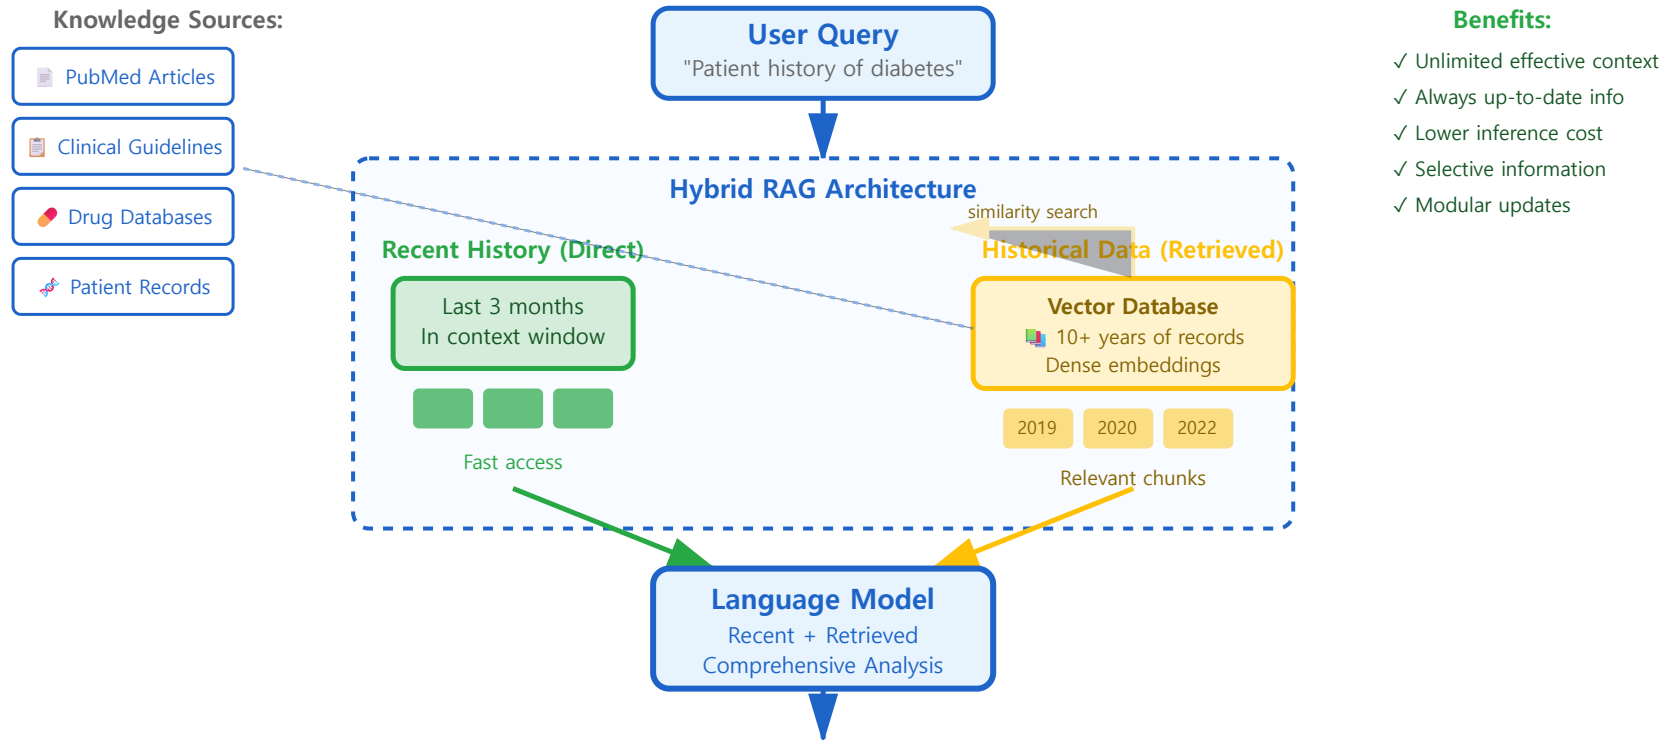 Knowledge Sources:
PubMed Articles
Clinical Guidelines
Drug Databases
Patient Records
User Query
"Patient history of diabetes"
Hybrid RAG Architecture
similarity search
Recent History (Direct)
Last 3 months
In context window
Fast access
Historical Data (Retrieved)
Vector Database
10+ years of records
Dense embeddings
2019
2020
2022
Relevant chunks
Language Model
Recent + Retrieved
Comprehensive Analysis
Benefits:
✓ Unlimited effective context
✓ Always up-to-date info
✓ Lower inference cost
✓ Selective information
✓ Modular updates